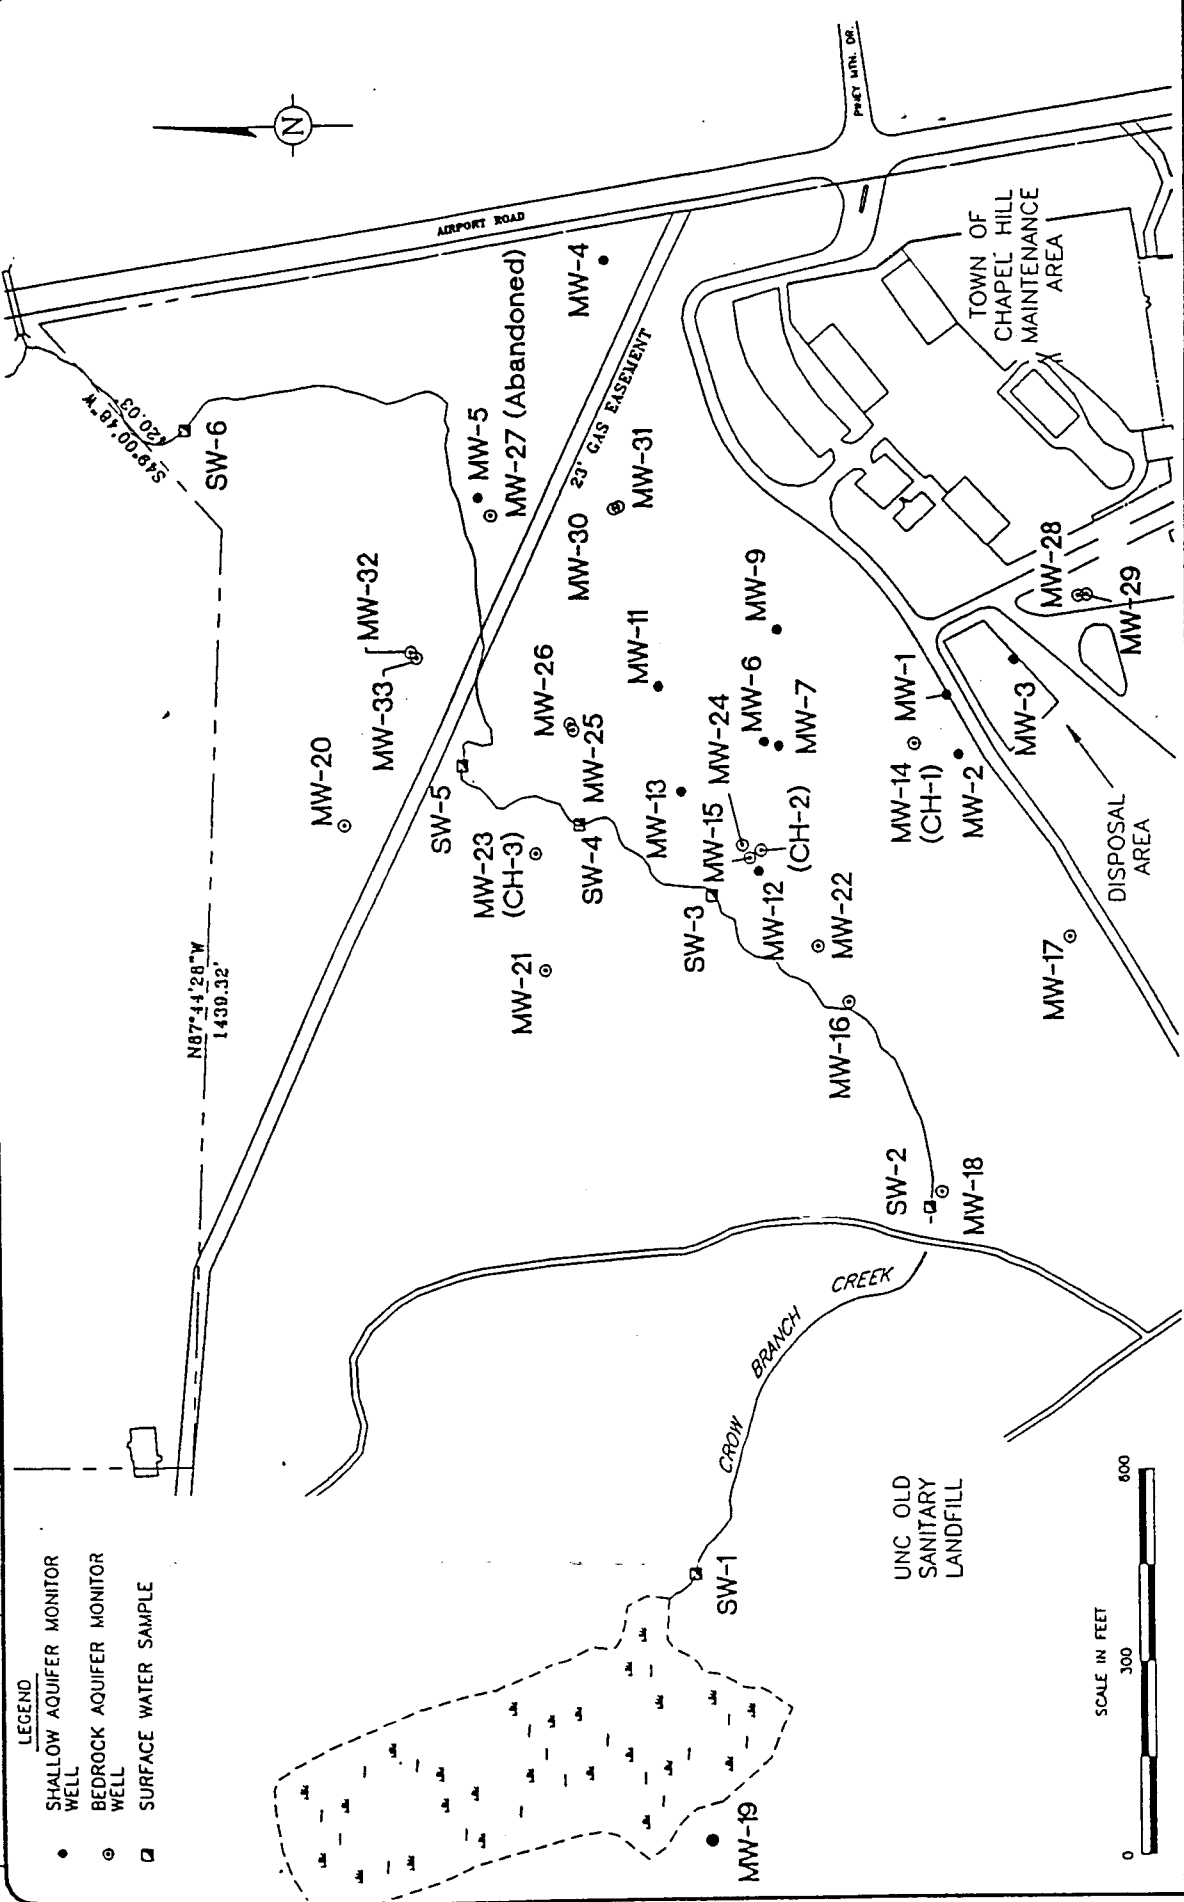 LEGEND
SHALLOW AQUIFER MONITOR
WELL
BEDROCK AQUIFER MONITOR
WELL
SURFACE WATER SAMPLE
N87°44'28"W
1439.32'
S49°00'48"W
420.03'
N
SW-6
AIRPORT ROAD
PINEY MTN. DR.
23' GAS EASEMENT
MW-20
MW-32
MW-33
MW-5
MW-27 (Abandoned)
MW-4
SW-5
MW-23
(CH-3)
MW-21
MW-26
MW-25
SW-4
MW-30
MW-31
MW-11
MW-13
SW-3
MW-15
MW-24
MW-6
MW-7
MW-9
(CH-2)
MW-12
MW-22
MW-16
MW-14
(CH-1)
MW-1
MW-2
MW-3
MW-28
MW-29
MW-17
DISPOSAL
AREA
TOWN OF
CHAPEL HILL
MAINTENANCE
AREA
SW-2
MW-18
CROW BRANCH CREEK
SW-1
MW-19
UNC OLD
SANITARY
LANDFILL
SCALE IN FEET
0 300 600